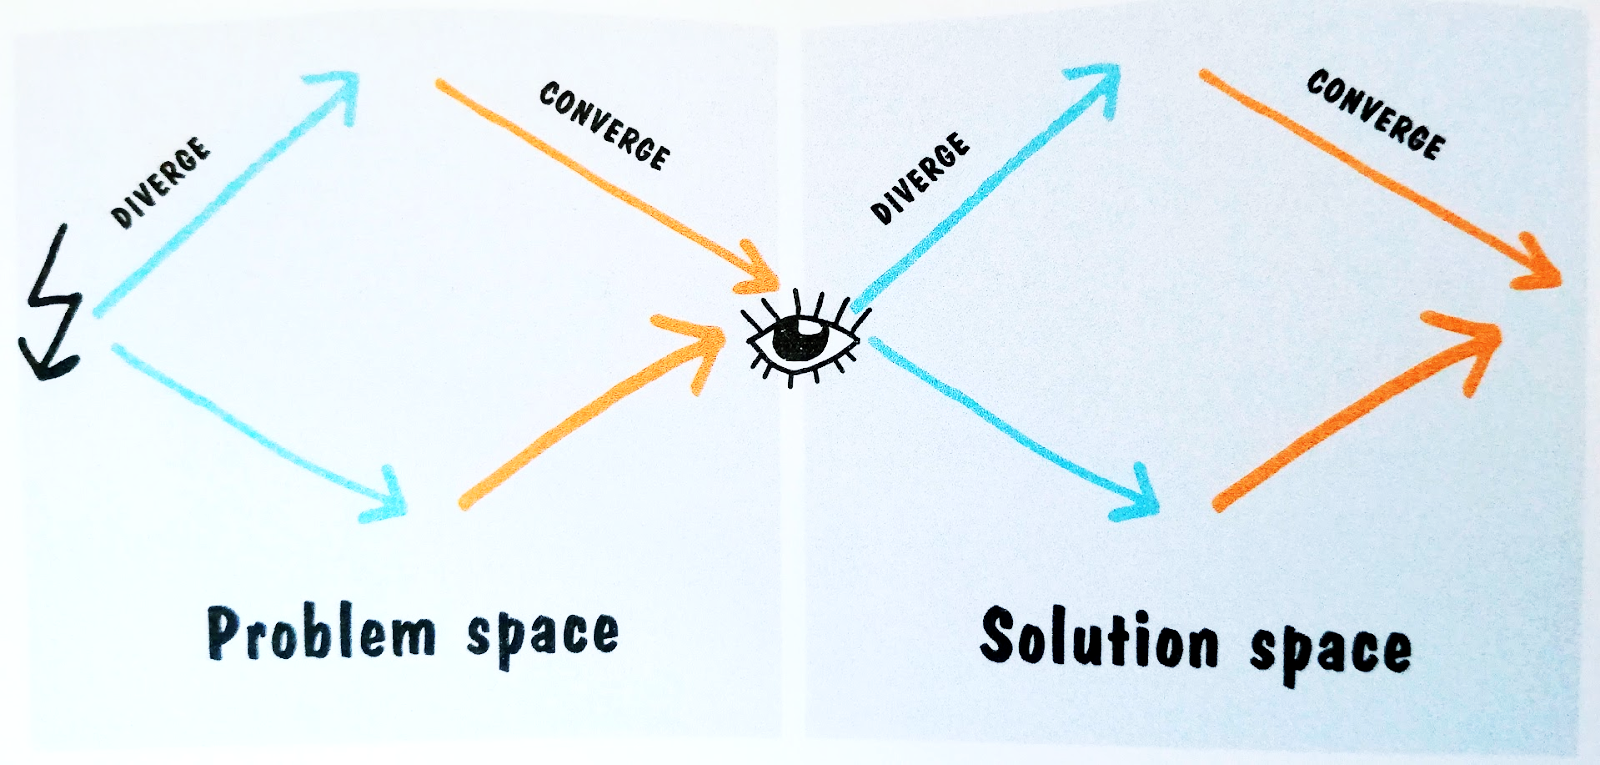 DIVERGE
CONVERGE
DIVERGE
CONVERGE
Problem space
Solution space